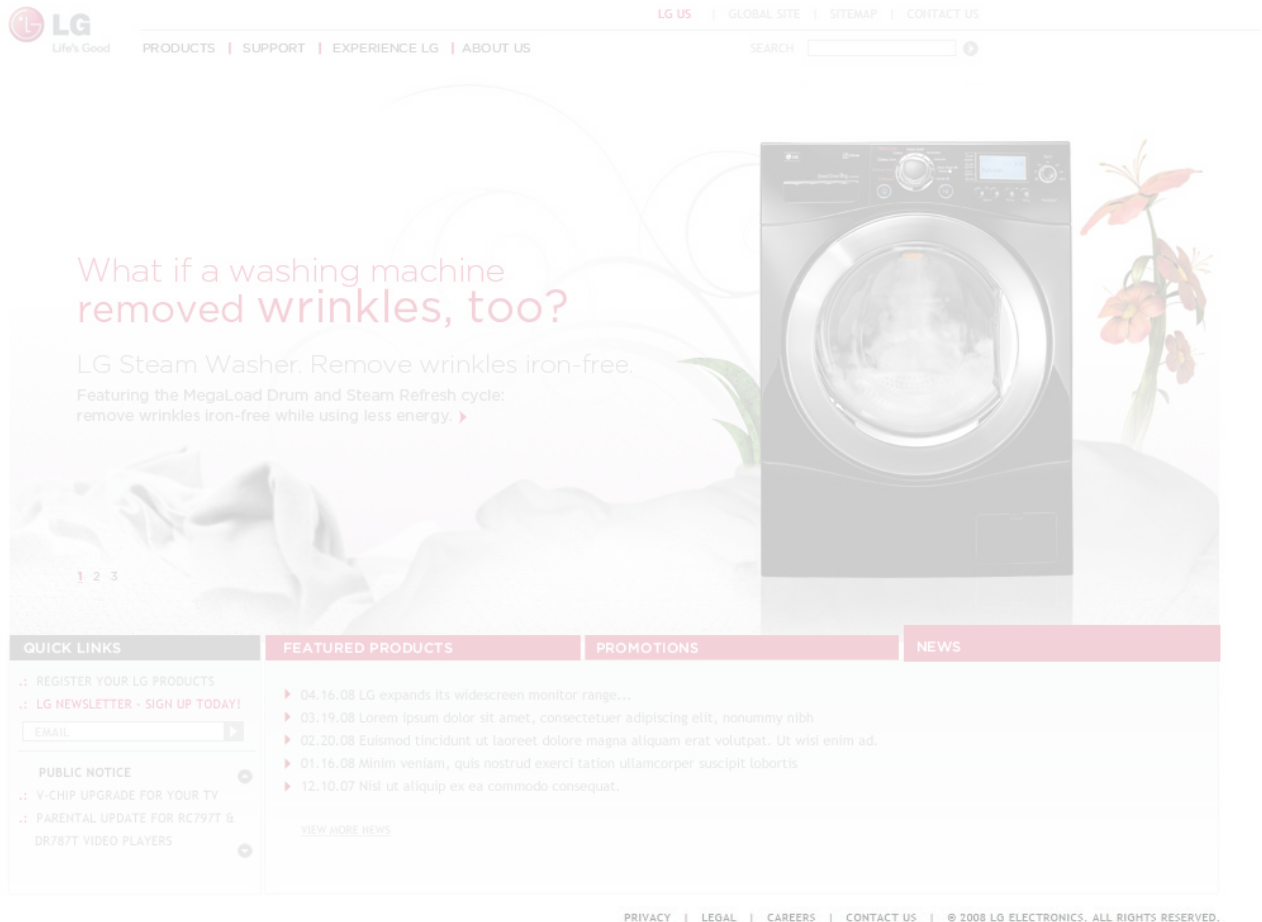 LG
Life's Good
LG US | GLOBAL SITE | SITEMAP | CONTACT US
PRODUCTS | SUPPORT | EXPERIENCE LG | ABOUT US
SEARCH
What if a washing machine
removed wrinkles, too?
LG Steam Washer. Remove wrinkles iron-free.
Featuring the MegaLoad Drum and Steam Refresh cycle:
remove wrinkles iron-free while using less energy.
1 2 3
QUICK LINKS
.: REGISTER YOUR LG PRODUCTS
.: LG NEWSLETTER - SIGN UP TODAY!
EMAIL
PUBLIC NOTICE
.: V-CHIP UPGRADE FOR YOUR TV
.: PARENTAL UPDATE FOR RC797T &
DR787T VIDEO PLAYERS
FEATURED PRODUCTS
PROMOTIONS
NEWS
04.16.08 LG expands its widescreen monitor range...
03.19.08 Lorem ipsum dolor sit amet, consectetuer adipiscing elit, nonummy nibh
02.20.08 Euismod tincidunt ut laoreet dolore magna aliquam erat volutpat. Ut wisi enim ad.
01.16.08 Minim veniam, quis nostrud exerci tation ullamcorper suscipit lobortis
12.10.07 Nisl ut aliquip ex ea commodo consequat.
VIEW MORE NEWS
PRIVACY | LEGAL | CAREERS | CONTACT US | © 2008 LG ELECTRONICS. ALL RIGHTS RESERVED.